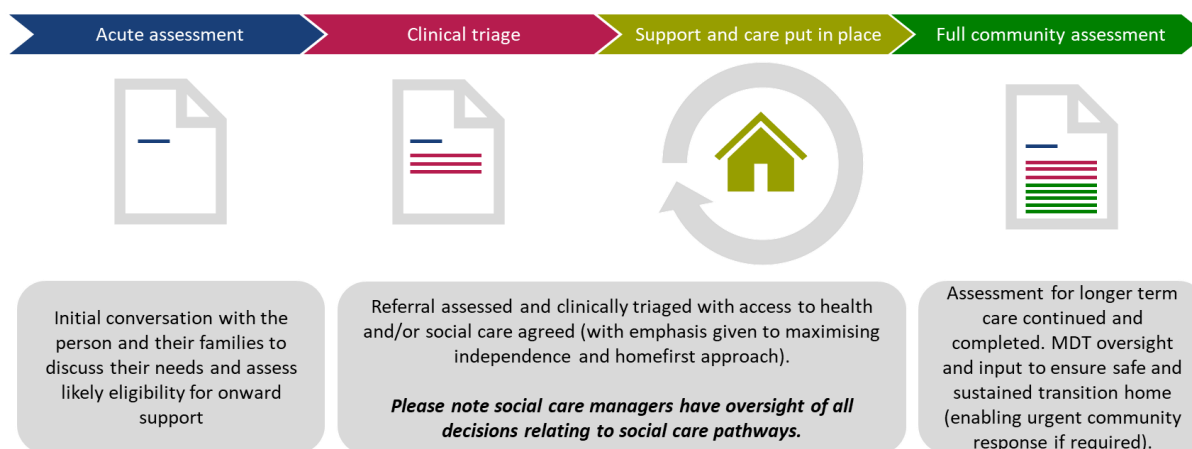 Acute assessment
Clinical triage
Support and care put in place
Full community assessment
Initial conversation with the
person and their families to
discuss their needs and assess
likely eligibility for onward
support
Referral assessed and clinically triaged with access to health
and/or social care agreed (with emphasis given to maximising
independence and homefirst approach).
Please note social care managers have oversight of all
decisions relating to social care pathways.
Assessment for longer term
care continued and
completed. MDT oversight
and input to ensure safe and
sustained transition home
(enabling urgent community
response if required).